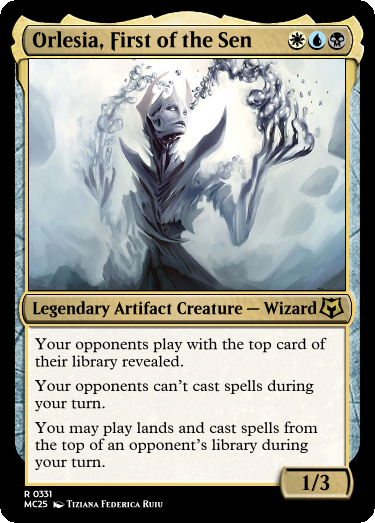 Orlesia, First of the Sen
Legendary Artifact Creature — Wizard
Your opponents play with the top card of
their library revealed.
Your opponents can't cast spells during
your turn.
You may play lands and cast spells from
the top of an opponent's library during
your turn.
1/3
R 0331
MC25 Tiziana Federica Ruiu